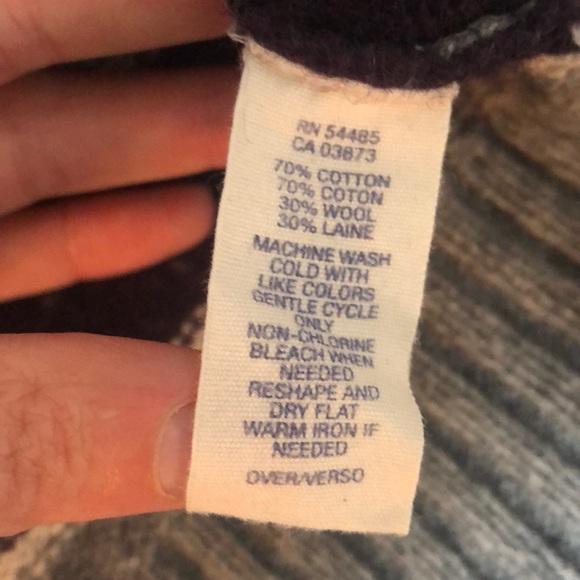 RN 54485
CA 03873
70% COTTON
70% COTON
30% WOOL
30% LAINE
MACHINE WASH
COLD WITH
LIKE COLORS
GENTLE CYCLE
ONLY
NON-CHLORINE
BLEACH WHEN
NEEDED
RESHAPE AND
DRY FLAT
WARM IRON IF
NEEDED
OVER/VERSO